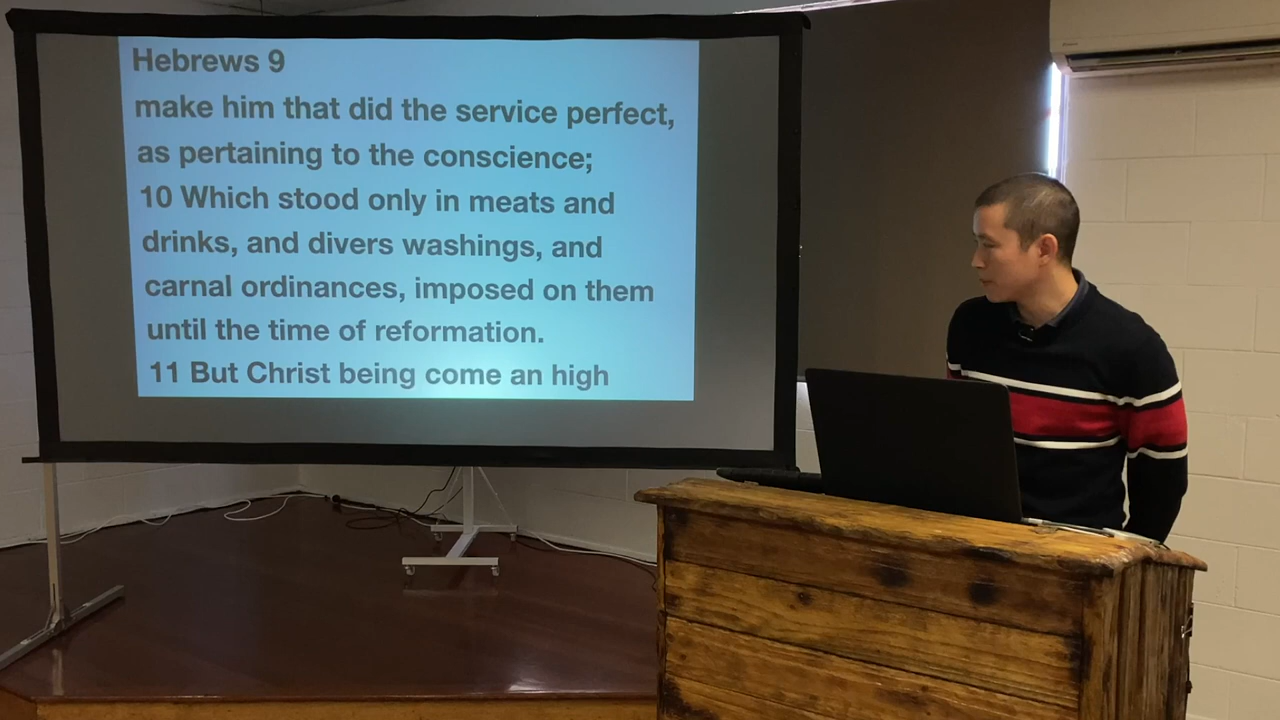 Hebrews 9
make him that did the service perfect,
as pertaining to the conscience;
10 Which stood only in meats and
drinks, and divers washings, and
carnal ordinances, imposed on them
until the time of reformation.
11 But Christ being come an high